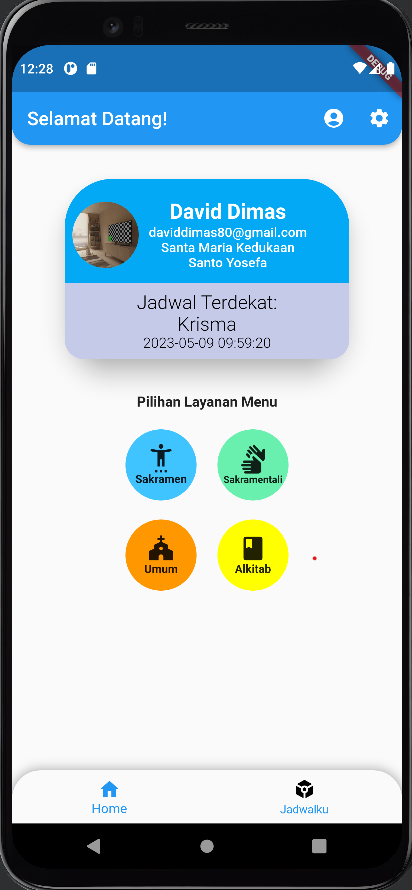 12:28
DEBUG
Selamat Datang!
David Dimas
daviddimas80@gmail.com
Santa Maria Kedukaan
Santo Yosefa
Jadwal Terdekat:
Krisma
2023-05-09 09:59:20
Pilihan Layanan Menu
Sakramen
Sakramentali
Umum
Alkitab
Home
Jadwalku